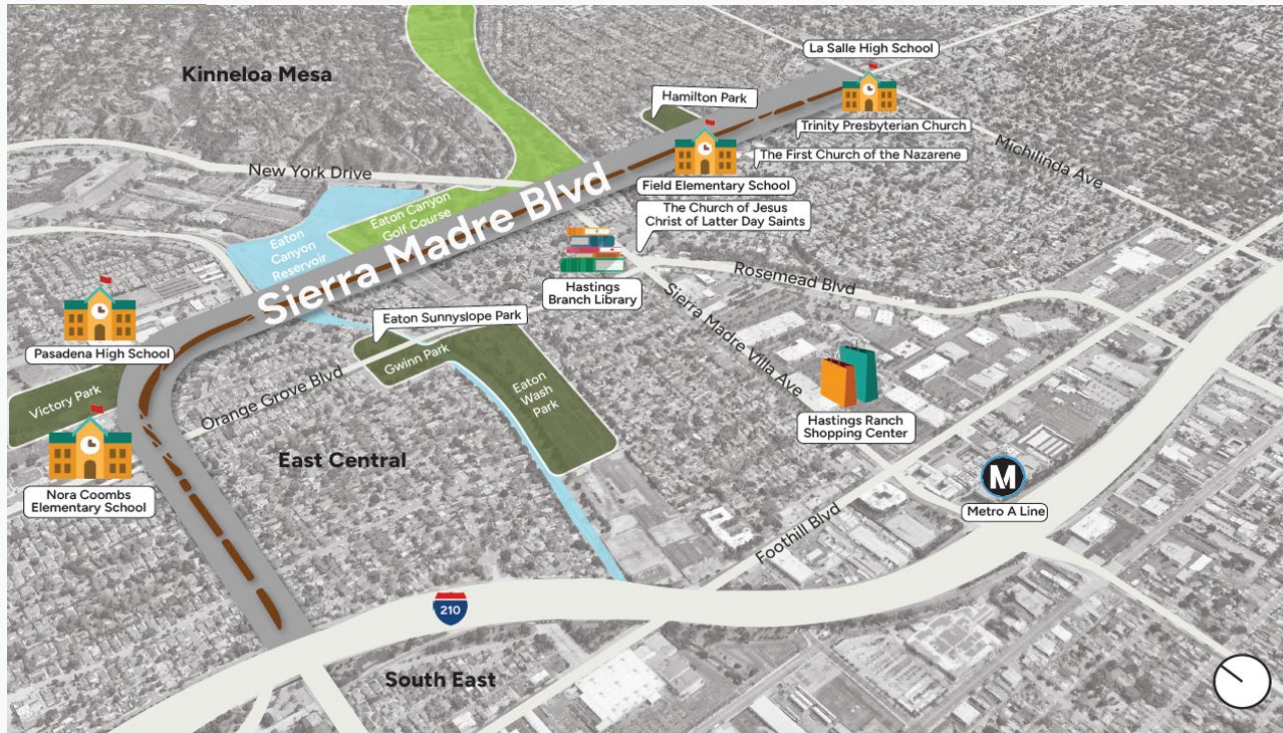 La Salle High School
Kinneloa Mesa
Hamilton Park
Trinity Presbyterian Church
Michilinda Ave
The First Church of the Nazarene
New York Drive
Field Elementary School
Sierra Madre Blvd
Eaton Canyon
Golf Course
The Church of Jesus
Christ of Latter Day Saints
Eaton
Canyon
Reservoir
Rosemead Blvd
Hastings
Branch Library
Sierra Madre Villa Ave
Eaton Sunnyslope Park
Pasadena High School
Gwinn Park
Orange Grove Blvd
Eaton
Wash
Park
Victory Park
Hastings Ranch
Shopping Center
East Central
Nora Coombs
Elementary School
M
Metro A Line
Foothill Blvd
210
South East